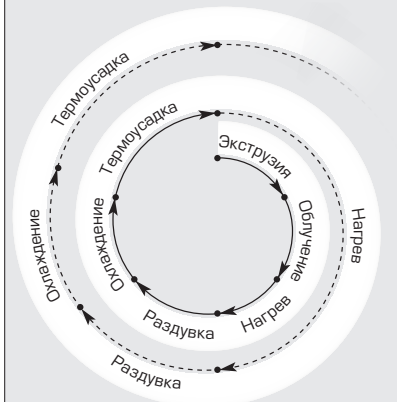 Экструзия
Облучение
Нагрев
Раздувка
Охлаждение
Термоусадка
Нагрев
Раздувка
Охлаждение
Термоусадка